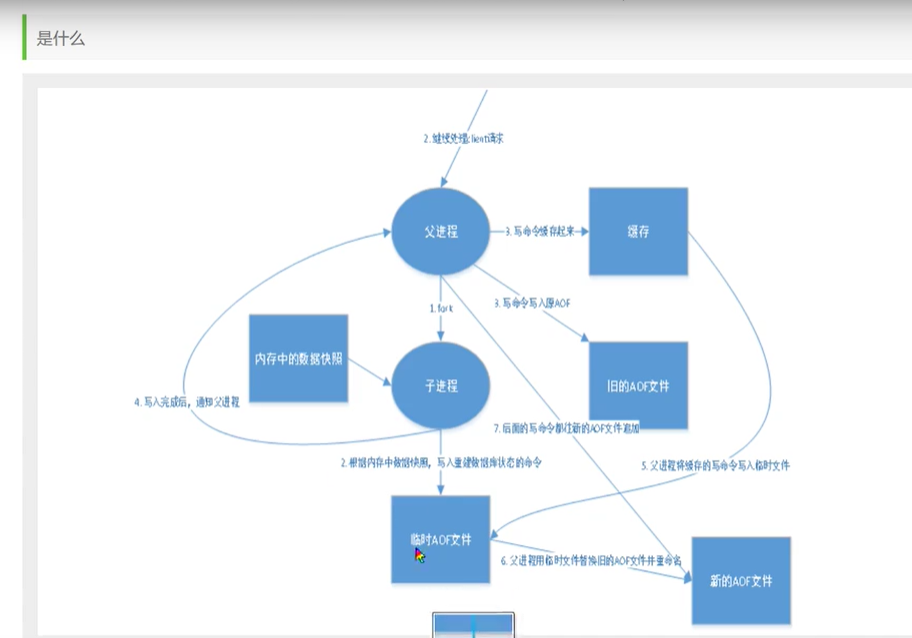 是什么
2.继续处理client请求
父进程
3.写命令缓存起来
缓存
1.fork
3.写命令写入原AOF
内存中的数据快照
子进程
旧的AOF文件
4.写入完成后，通知父进程
7.后面的写命令都往新的AOF文件追加
2.根据内存中数据快照，写入重建数据库状态的命令
5.父进程将缓存的写命令写入临时文件
临时AOF文件
6.父进程用临时文件替换旧的AOF文件并重命名
新的AOF文件